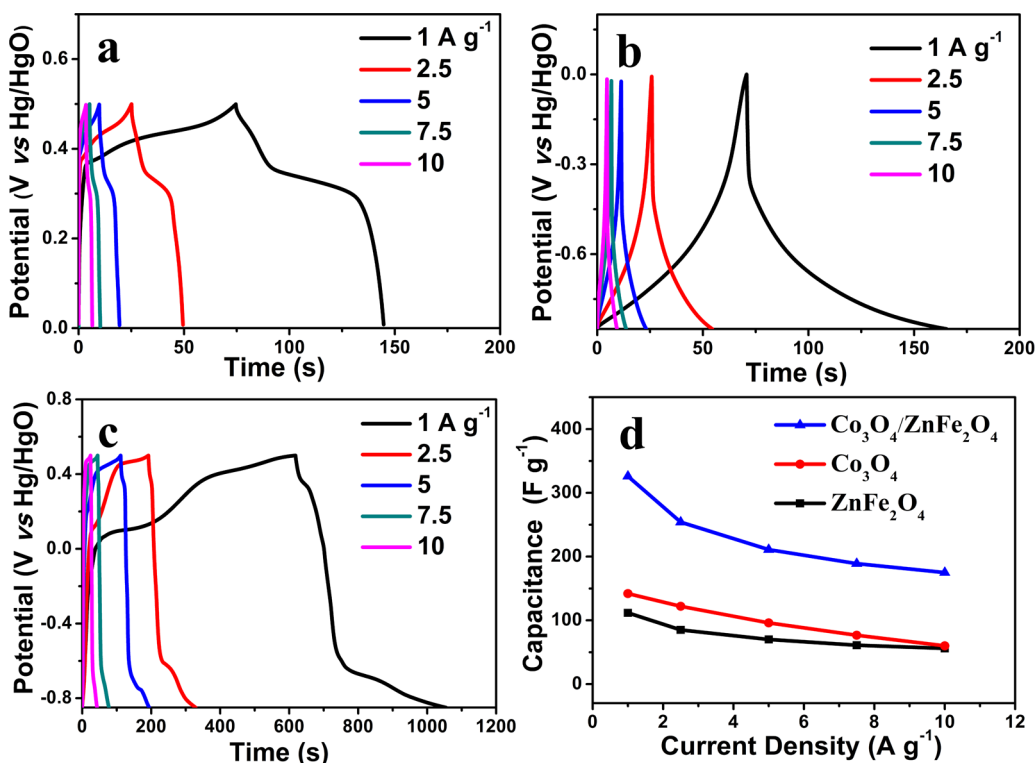 a
1 A g⁻¹
2.5
5
7.5
10
0.6
0.4
0.2
0.0
Potential (V vs Hg/HgO)
0 50 100 150 200
Time (s)
b
1 A g⁻¹
2.5
5
7.5
10
0.0
-0.3
-0.6
Potential (V vs Hg/HgO)
0 50 100 150 200
Time (s)
c
1 A g⁻¹
2.5
5
7.5
10
0.8
0.4
0.0
-0.4
-0.8
Potential (V vs Hg/HgO)
0 200 400 600 800 1000 1200
Time (s)
d
Co₃O₄/ZnFe₂O₄
Co₃O₄
ZnFe₂O₄
400
300
200
100
0
Capacitance (F g⁻¹)
0 2 4 6 8 10 12
Current Density (A g⁻¹)